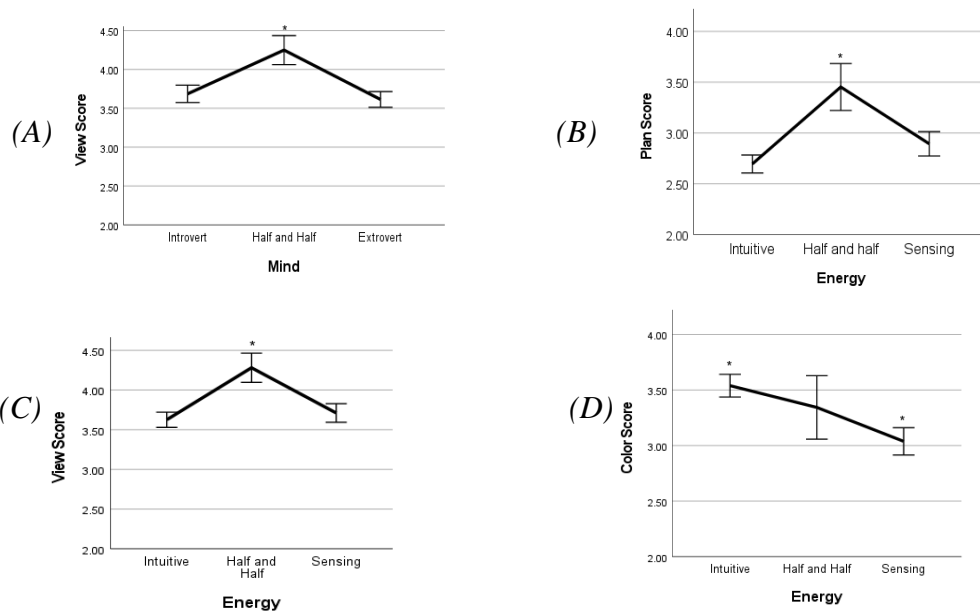 (A)
View Score
4.50
4.00
3.50
3.00
2.50
2.00
*
Introvert Half and Half Extrovert
Mind
(B)
Plan Score
4.00
3.50
3.00
2.50
2.00
*
Intuitive Half and half Sensing
Energy
(C)
View Score
4.50
4.00
3.50
3.00
2.50
2.00
*
Intuitive Half and Sensing
Half
Energy
(D)
Color Score
4.00
3.50
3.00
2.50
2.00
*
*
Intuitive Half and Half Sensing
Energy